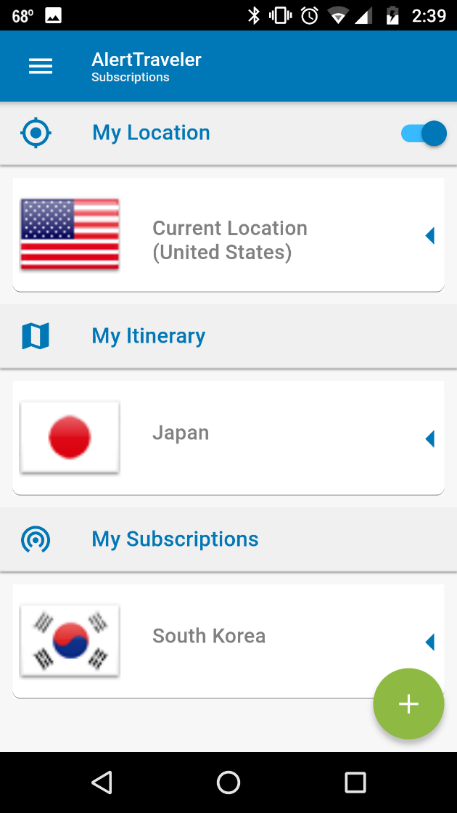 68°
2:39
AlertTraveler
Subscriptions
My Location
Current Location
(United States)
My Itinerary
Japan
My Subscriptions
South Korea
+